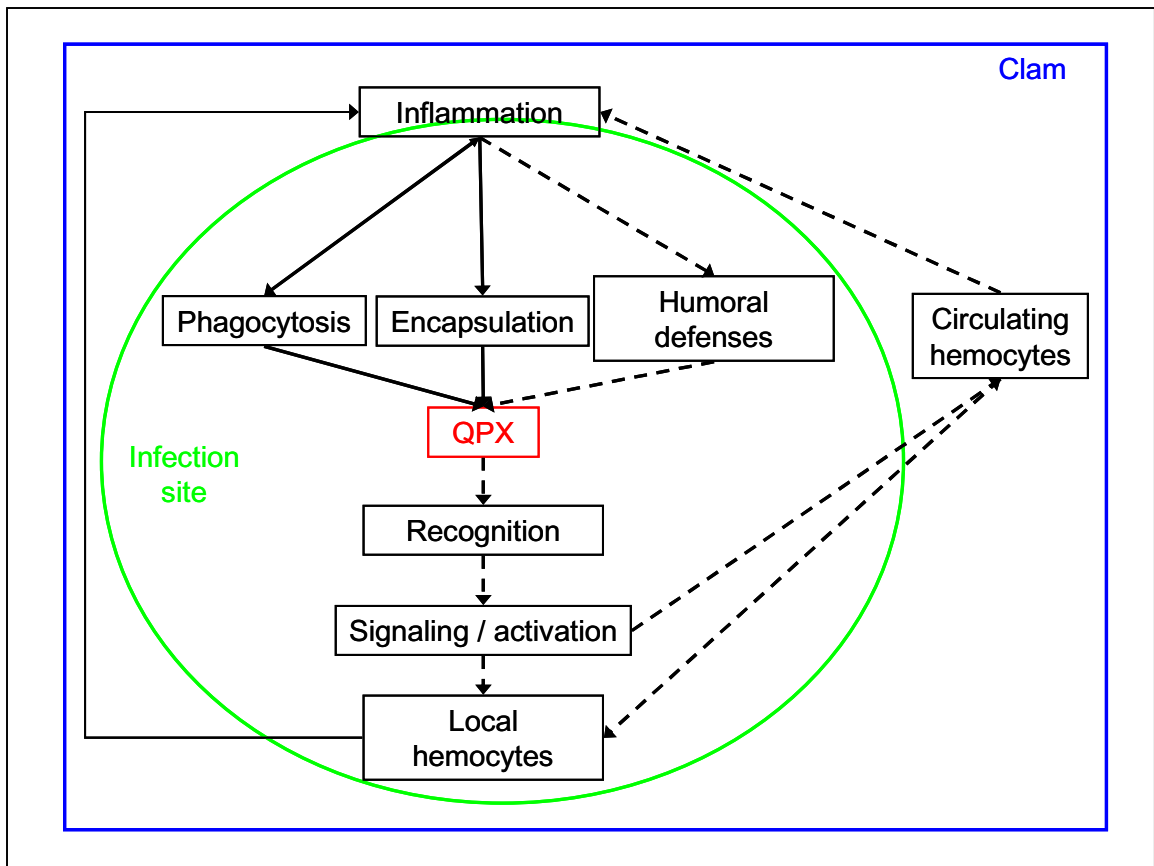 Clam
Inflammation
Phagocytosis
Encapsulation
Humoral
defenses
Circulating
hemocytes
QPX
Infection
site
Recognition
Signaling / activation
Local
hemocytes